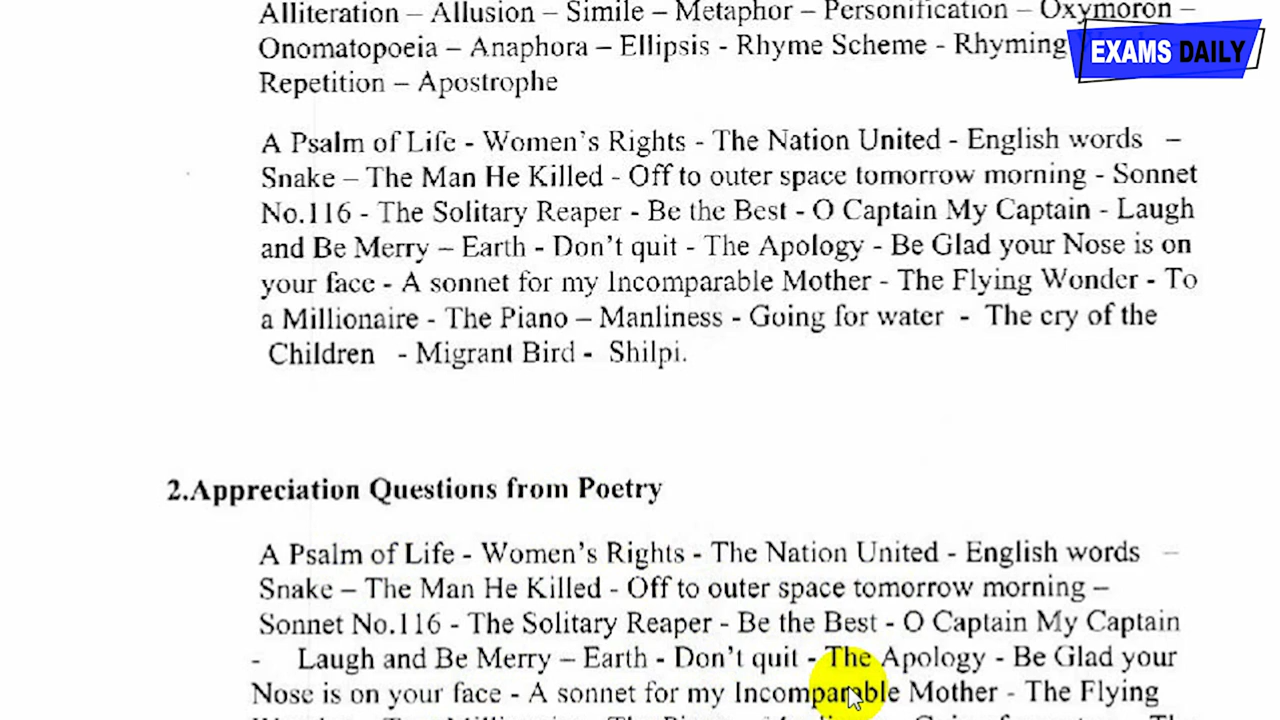 Alliteration – Allusion – Simile – Metaphor – Personification – Oxymoron –
Onomatopoeia – Anaphora – Ellipsis - Rhyme Scheme - Rhyming
EXAMS DAILY
Repetition – Apostrophe
A Psalm of Life - Women's Rights - The Nation United - English words –
Snake – The Man He Killed - Off to outer space tomorrow morning - Sonnet
No.116 - The Solitary Reaper - Be the Best - O Captain My Captain - Laugh
and Be Merry – Earth - Don't quit - The Apology - Be Glad your Nose is on
your face - A sonnet for my Incomparable Mother - The Flying Wonder - To
a Millionaire - The Piano – Manliness - Going for water - The cry of the
Children - Migrant Bird - Shilpi.
2.Appreciation Questions from Poetry
A Psalm of Life - Women's Rights - The Nation United - English words –
Snake – The Man He Killed - Off to outer space tomorrow morning –
Sonnet No.116 - The Solitary Reaper - Be the Best - O Captain My Captain
- Laugh and Be Merry – Earth - Don't quit - The Apology - Be Glad your
Nose is on your face - A sonnet for my Incomparable Mother - The Flying